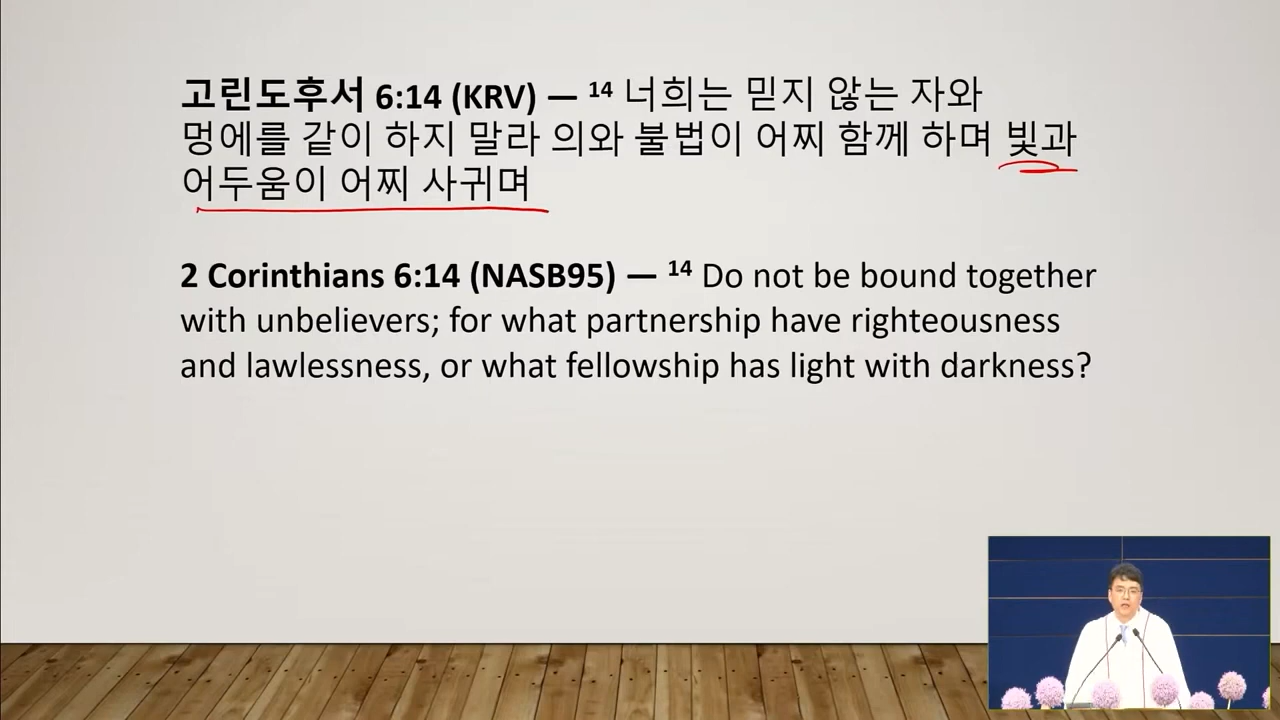 고린도후서 6:14 (KRV) — 14 너희는 믿지 않는 자와
멍에를 같이 하지 말라 의와 불법이 어찌 함께 하며 빛과
어두움이 어찌 사귀며
2 Corinthians 6:14 (NASB95) — 14 Do not be bound together
with unbelievers; for what partnership have righteousness
and lawlessness, or what fellowship has light with darkness?